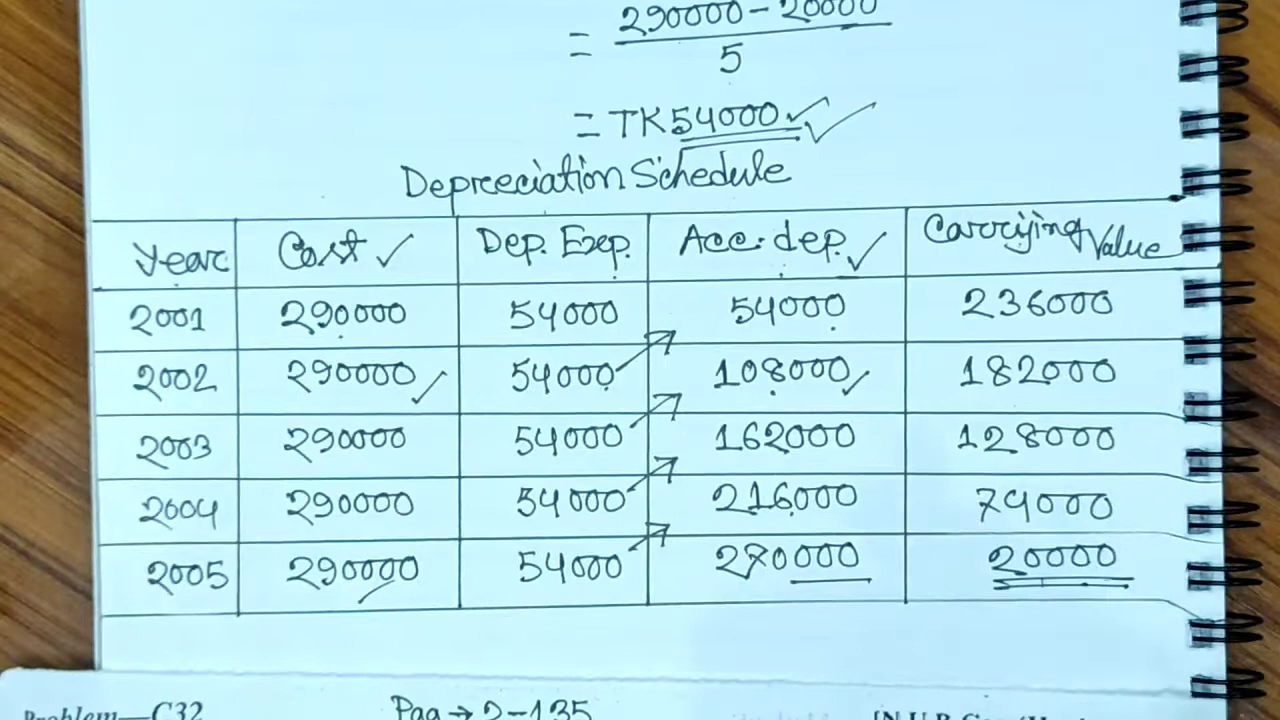 = 290000 - 20000
5
= TK 54000 ✓✓
Depreciation Schedule
Year Cost ✓ Dep. Exp. Acc. dep. ✓ Carrying Value
2001 290000 54000 54000 236000
2002 290000 ✓ 54000 108000 ✓ 182000
2003 290000 54000 162000 128000
2004 290000 54000 216000 74000
2005 290000 54000 270000 20000
Problem—C32 Pag → 2-135